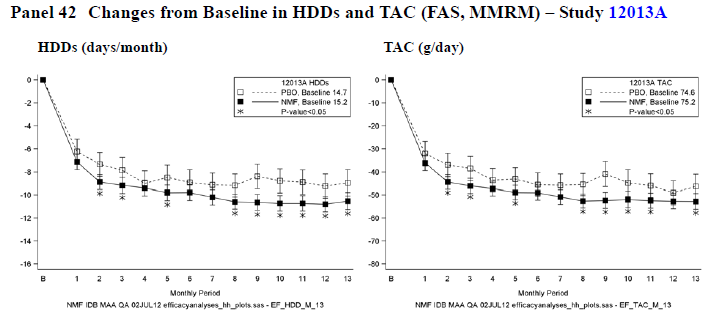 Panel 42 Changes from Baseline in HDDs and TAC (FAS, MMRM) – Study 12013A
HDDs (days/month)
12013A HDDs
PBO, Baseline 14.7
NMF, Baseline 15.2
P-value<0.05
0
-2
-4
-6
-8
-10
-12
-14
-16
B 1 2 3 4 5 6 7 8 9 10 11 12 13
Monthly Period
NMF IDB MAA QA 02JUL12 efficacyanalyses_hh_plots.sas - EF_HDD_M_13
TAC (g/day)
12013A TAC
PBO, Baseline 74.6
NMF, Baseline 75.2
P-value<0.05
0
-10
-20
-30
-40
-50
-60
-70
-80
B 1 2 3 4 5 6 7 8 9 10 11 12 13
Monthly Period
NMF IDB MAA QA 02JUL12 efficacyanalyses_hh_plots.sas - EF_TAC_M_13